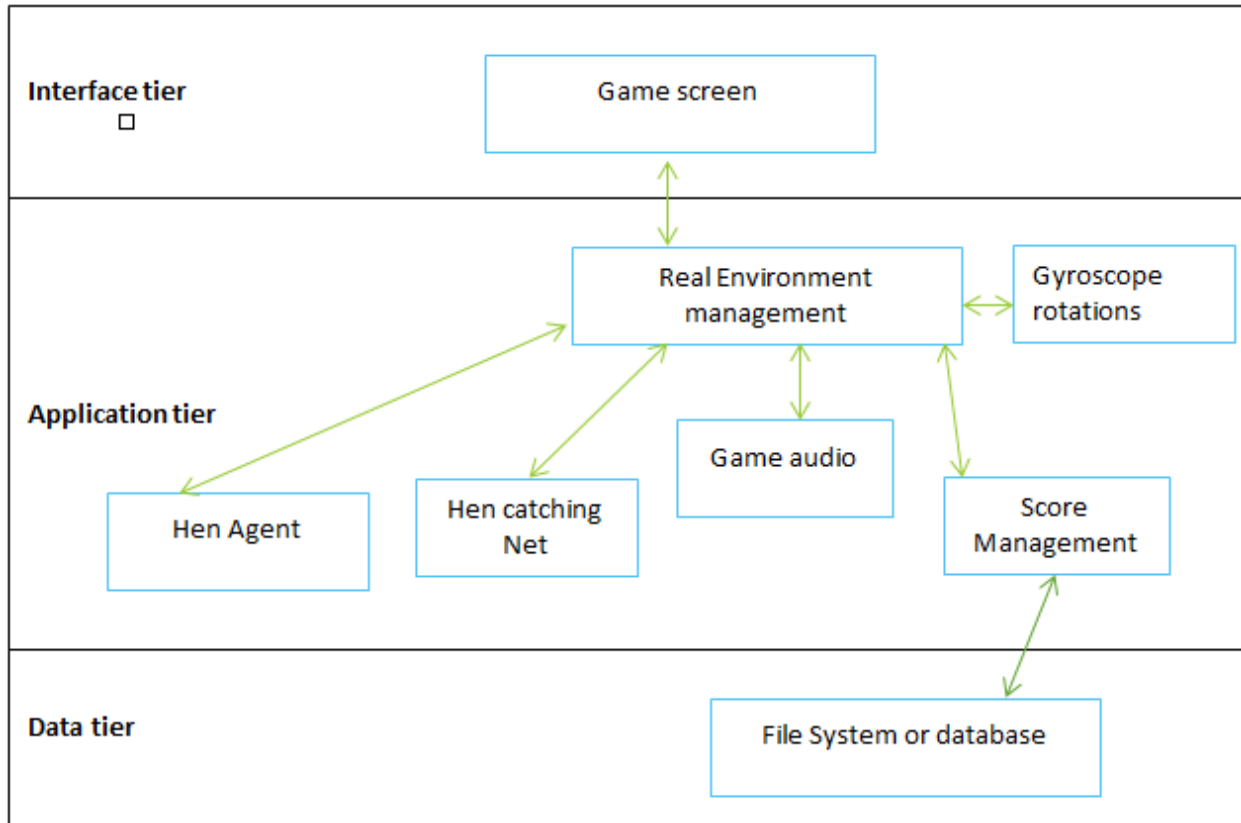 Interface tier
Game screen
Real Environment
management
Gyroscope
rotations
Application tier
Game audio
Hen Agent
Hen catching
Net
Score
Management
Data tier
File System or database